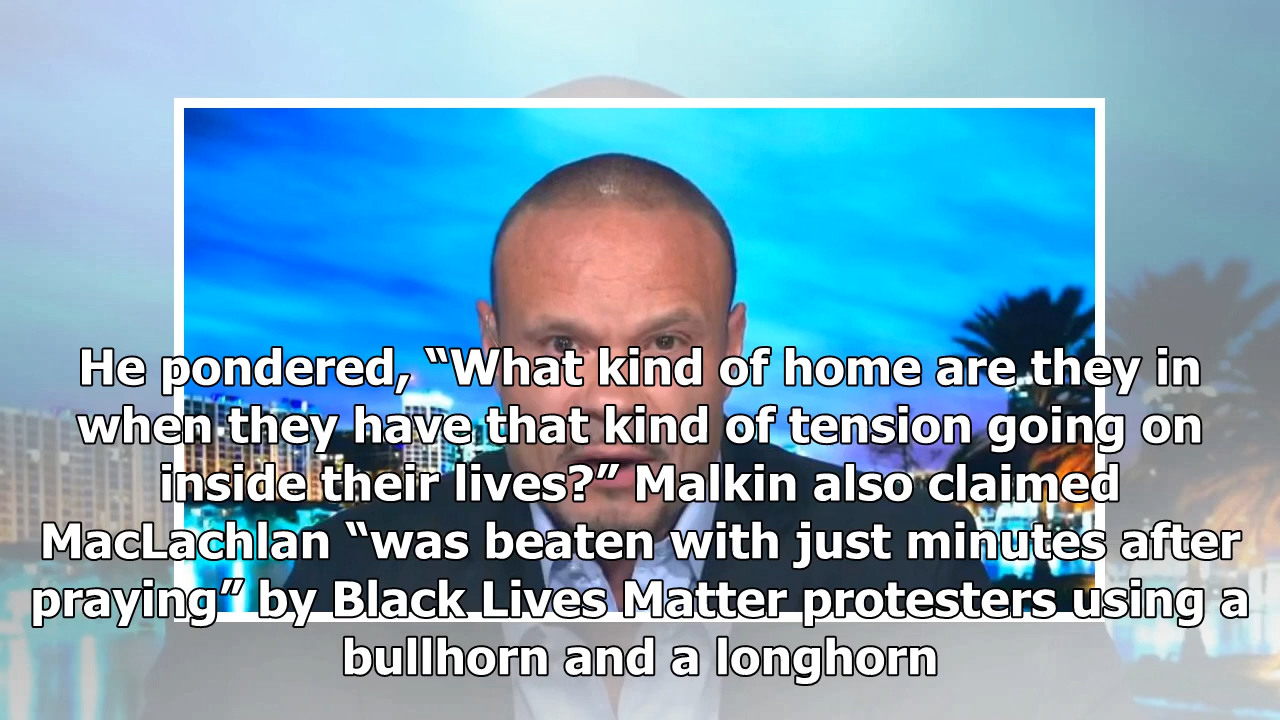 He pondered, “What kind of home are they in
when they have that kind of tension going on
inside their lives?” Malkin also claimed
MacLachlan “was beaten with just minutes after
praying” by Black Lives Matter protesters using a
bullhorn and a longhorn